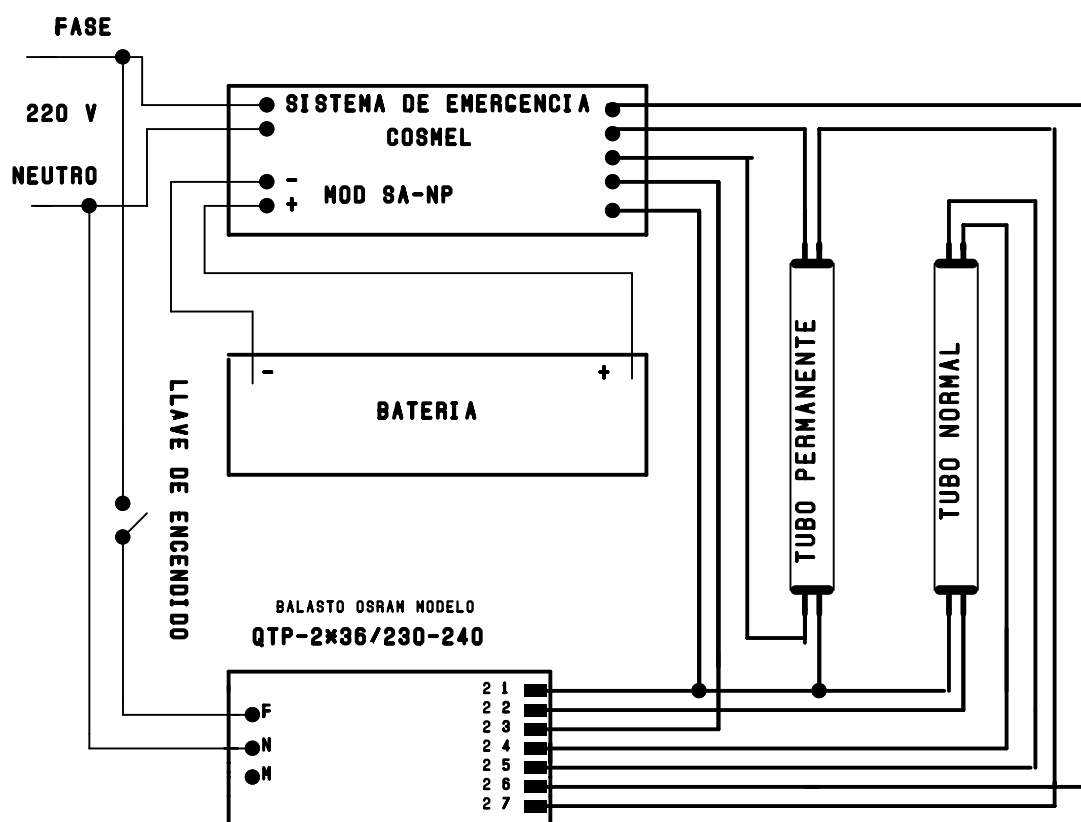 FASE
220 V
NEUTRO
SISTEMA DE EMERGENCIA
COSMEL
MOD SA-NP
-
+
-
+
BATERIA
LLAVE DE ENCENDIDO
TUBO PERMANENTE
TUBO NORMAL
BALASTO OSRAM MODELO
QTP-2*36/230-240
F
N
M
2 1
2 2
2 3
2 4
2 5
2 6
2 7